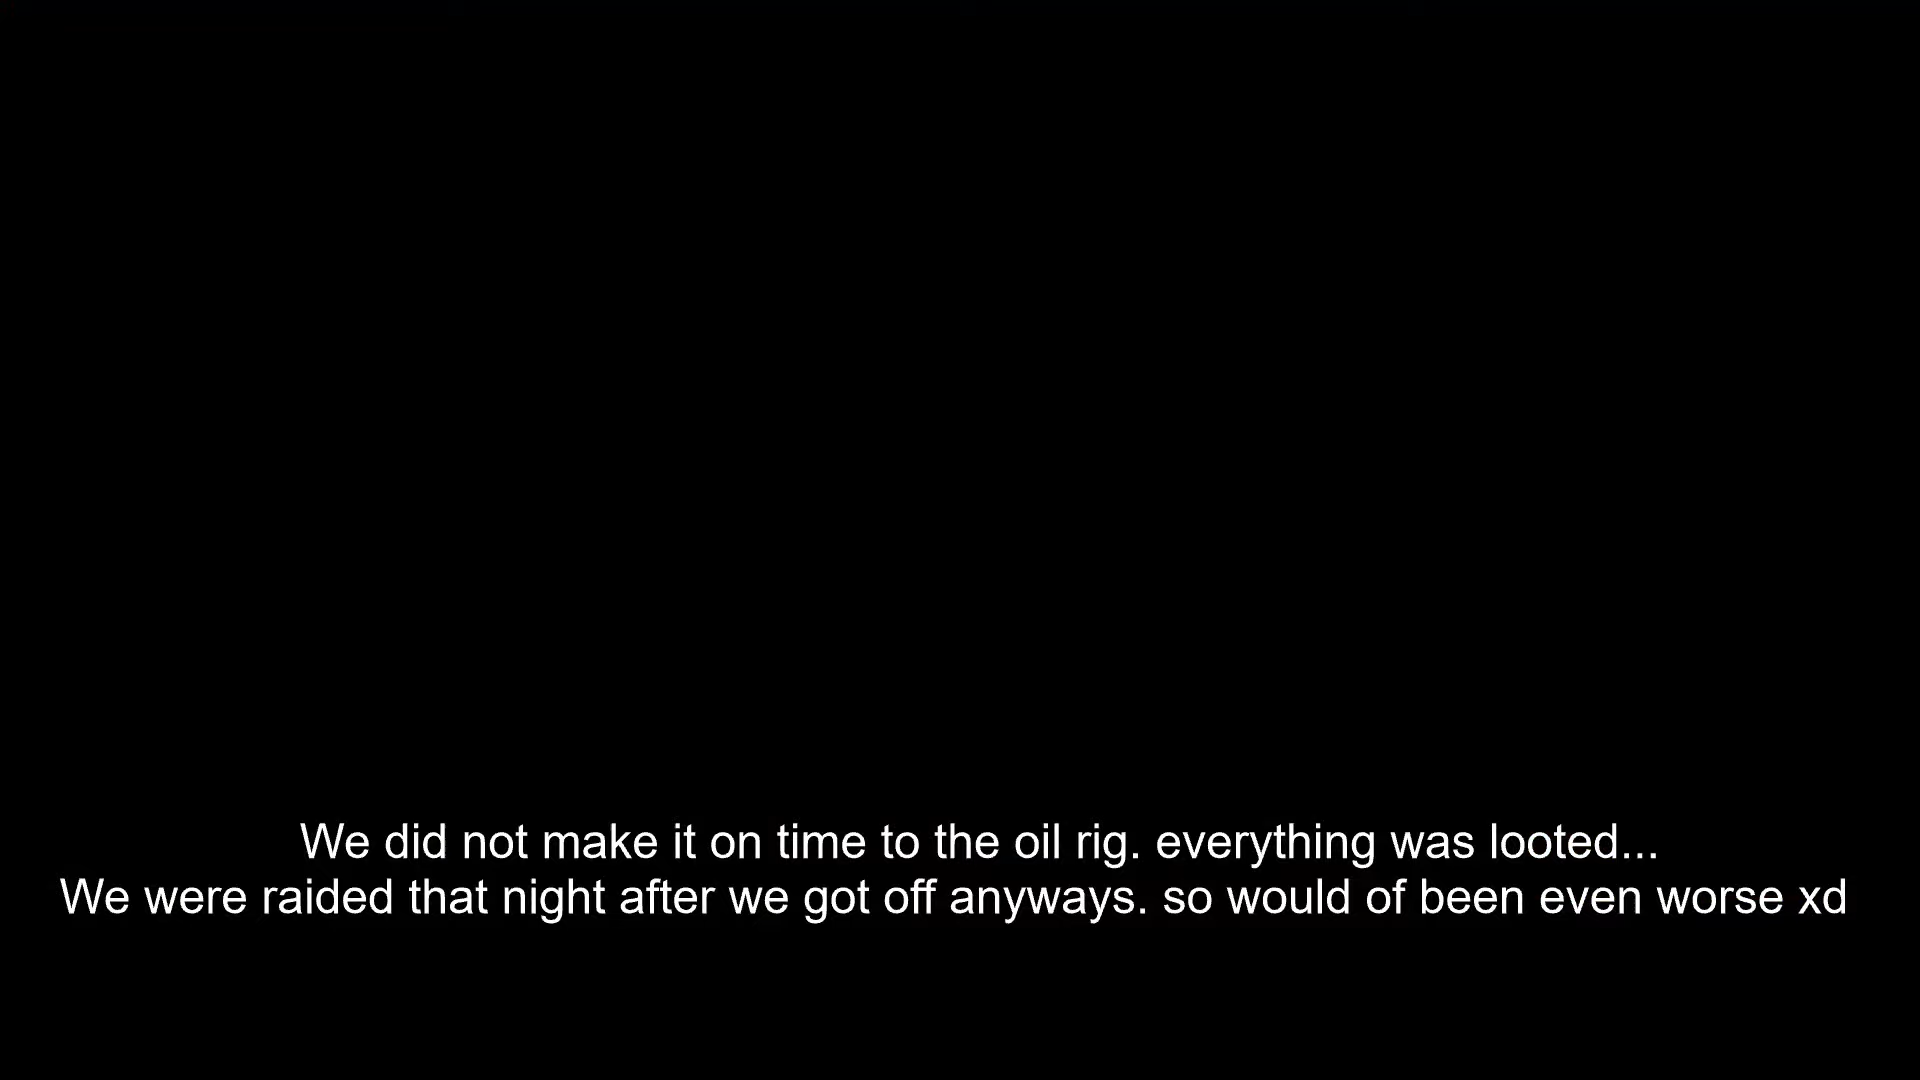 We did not make it on time to the oil rig. everything was looted...
We were raided that night after we got off anyways. so would of been even worse xd